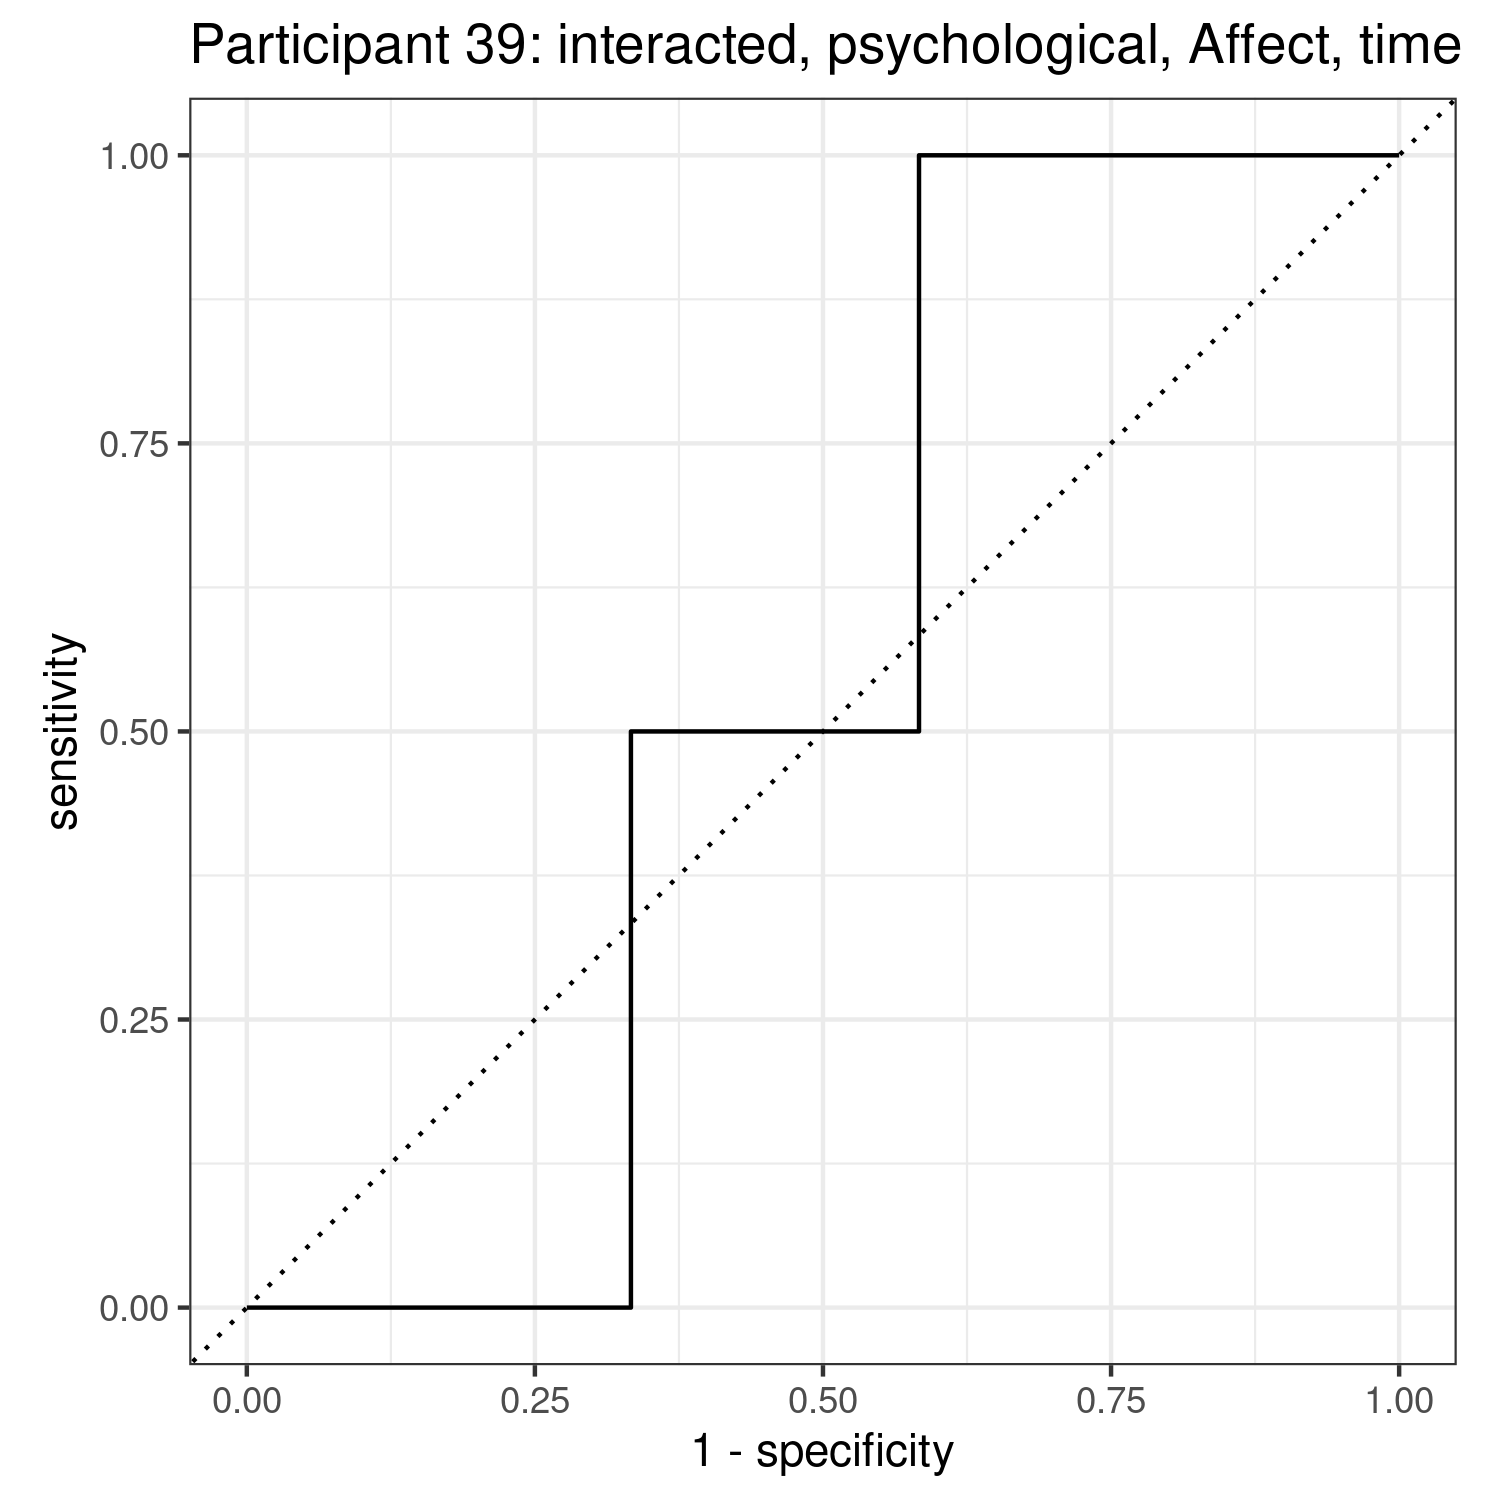 Participant 39: interacted, psychological, Affect, time
1.00
0.75
0.50
0.25
0.00
sensitivity
0.00 0.25 0.50 0.75 1.00
1 - specificity